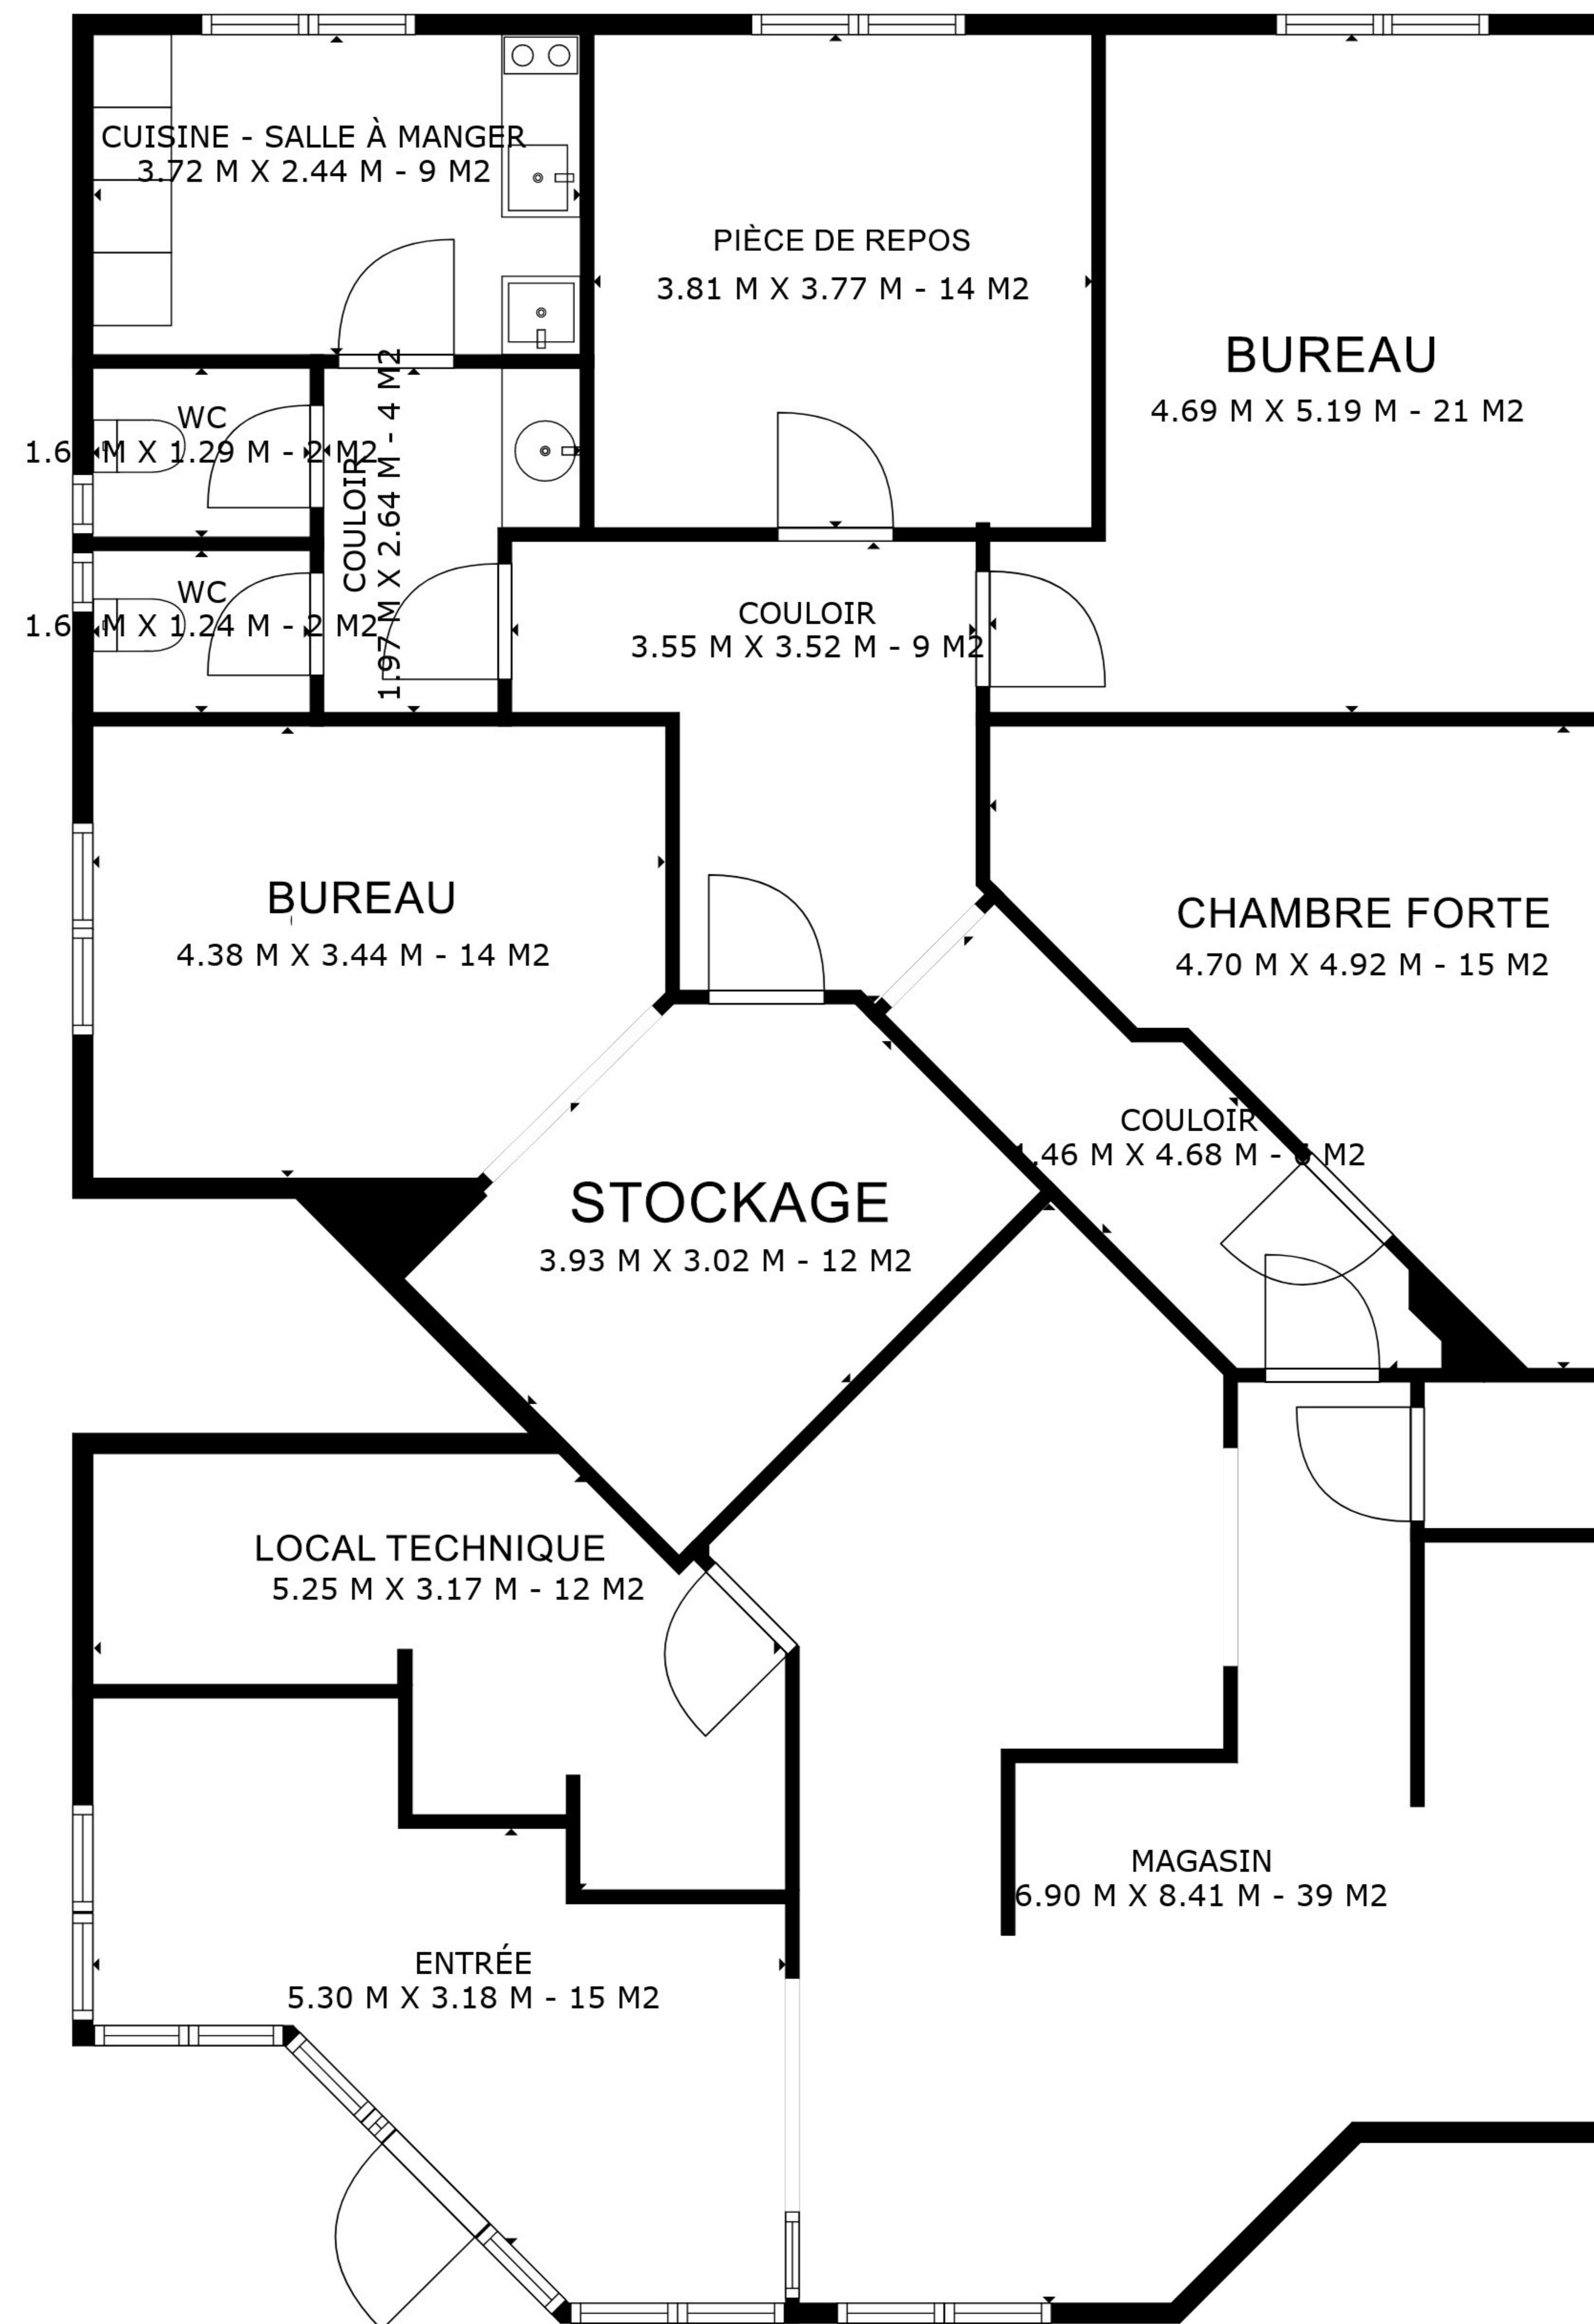 CUISINE - SALLE À MANGER
3.72 M X 2.44 M - 9 M2
PIÈCE DE REPOS
3.81 M X 3.77 M - 14 M2
BUREAU
4.69 M X 5.19 M - 21 M2
WC
M X 1.29 M - 2 M2
COULOIR
1.97 M X 2.64 M - 4 M2
WC
M X 1.24 M - 2 M2
COULOIR
3.55 M X 3.52 M - 9 M2
BUREAU
4.38 M X 3.44 M - 14 M2
CHAMBRE FORTE
4.70 M X 4.92 M - 15 M2
COULOIR
M X 4.68 M - M2
STOCKAGE
3.93 M X 3.02 M - 12 M2
LOCAL TECHNIQUE
5.25 M X 3.17 M - 12 M2
MAGASIN
6.90 M X 8.41 M - 39 M2
ENTRÉE
5.30 M X 3.18 M - 15 M2